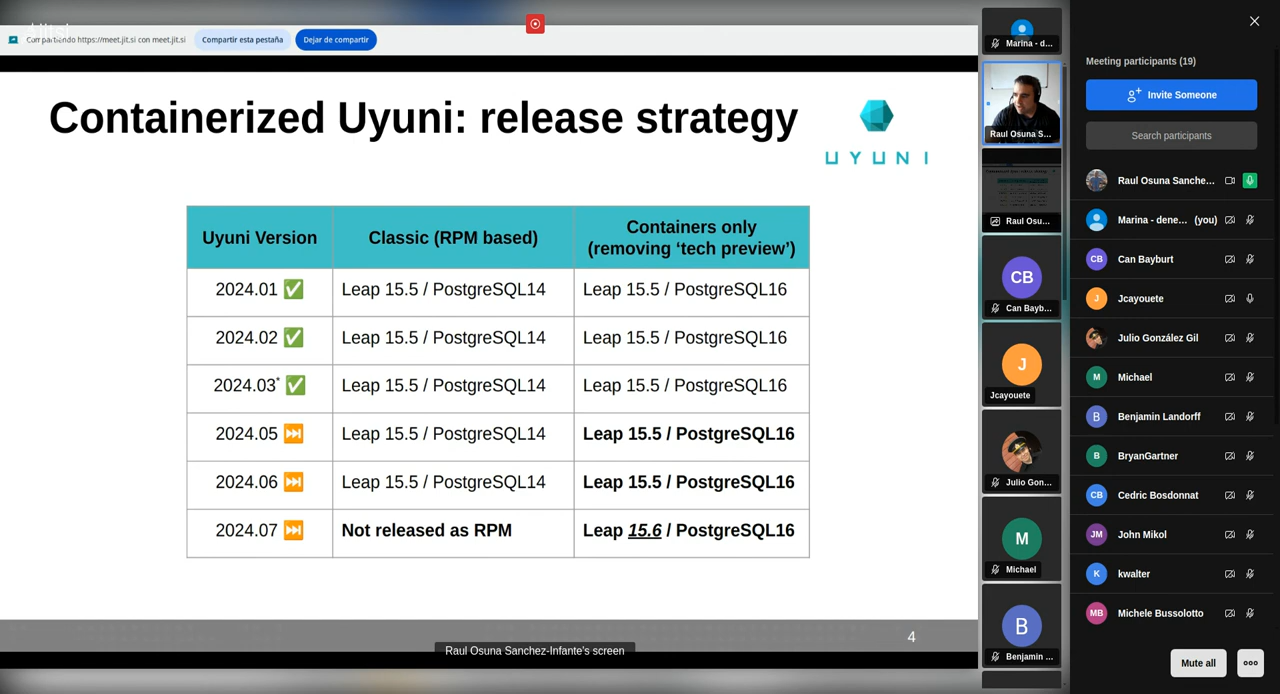 Compartiendo https://meet.jit.si con meet.jit.si
Compartir esta pestaña
Dejar de compartir
Containerized Uyuni: release strategy
UYUNI
Uyuni Version
Classic (RPM based)
Containers only
(removing ‘tech preview’)
2024.01 ✅
Leap 15.5 / PostgreSQL14
Leap 15.5 / PostgreSQL16
2024.02 ✅
Leap 15.5 / PostgreSQL14
Leap 15.5 / PostgreSQL16
2024.03* ✅
Leap 15.5 / PostgreSQL14
Leap 15.5 / PostgreSQL16
2024.05 ⏭
Leap 15.5 / PostgreSQL14
Leap 15.5 / PostgreSQL16
2024.06 ⏭
Leap 15.5 / PostgreSQL14
Leap 15.5 / PostgreSQL16
2024.07 ⏭
Not released as RPM
Leap 15.6 / PostgreSQL16
4
Raul Osuna Sanchez-Infante's screen
Marina - d...
Raul Osuna S...
Raul Osu...
CB
Can Bayb...
J
Jcayouete
Julio Gon...
M
Michael
B
Benjamin ...
Meeting participants (19)
Invite Someone
Search participants
Raul Osuna Sanche...
Marina - dene... (you)
CB Can Bayburt
J Jcayouete
Julio González Gil
M Michael
B Benjamin Landorff
B BryanGartner
CB Cedric Bosdonnat
JM John Mikol
K kwalter
MB Michele Bussolotto
Mute all